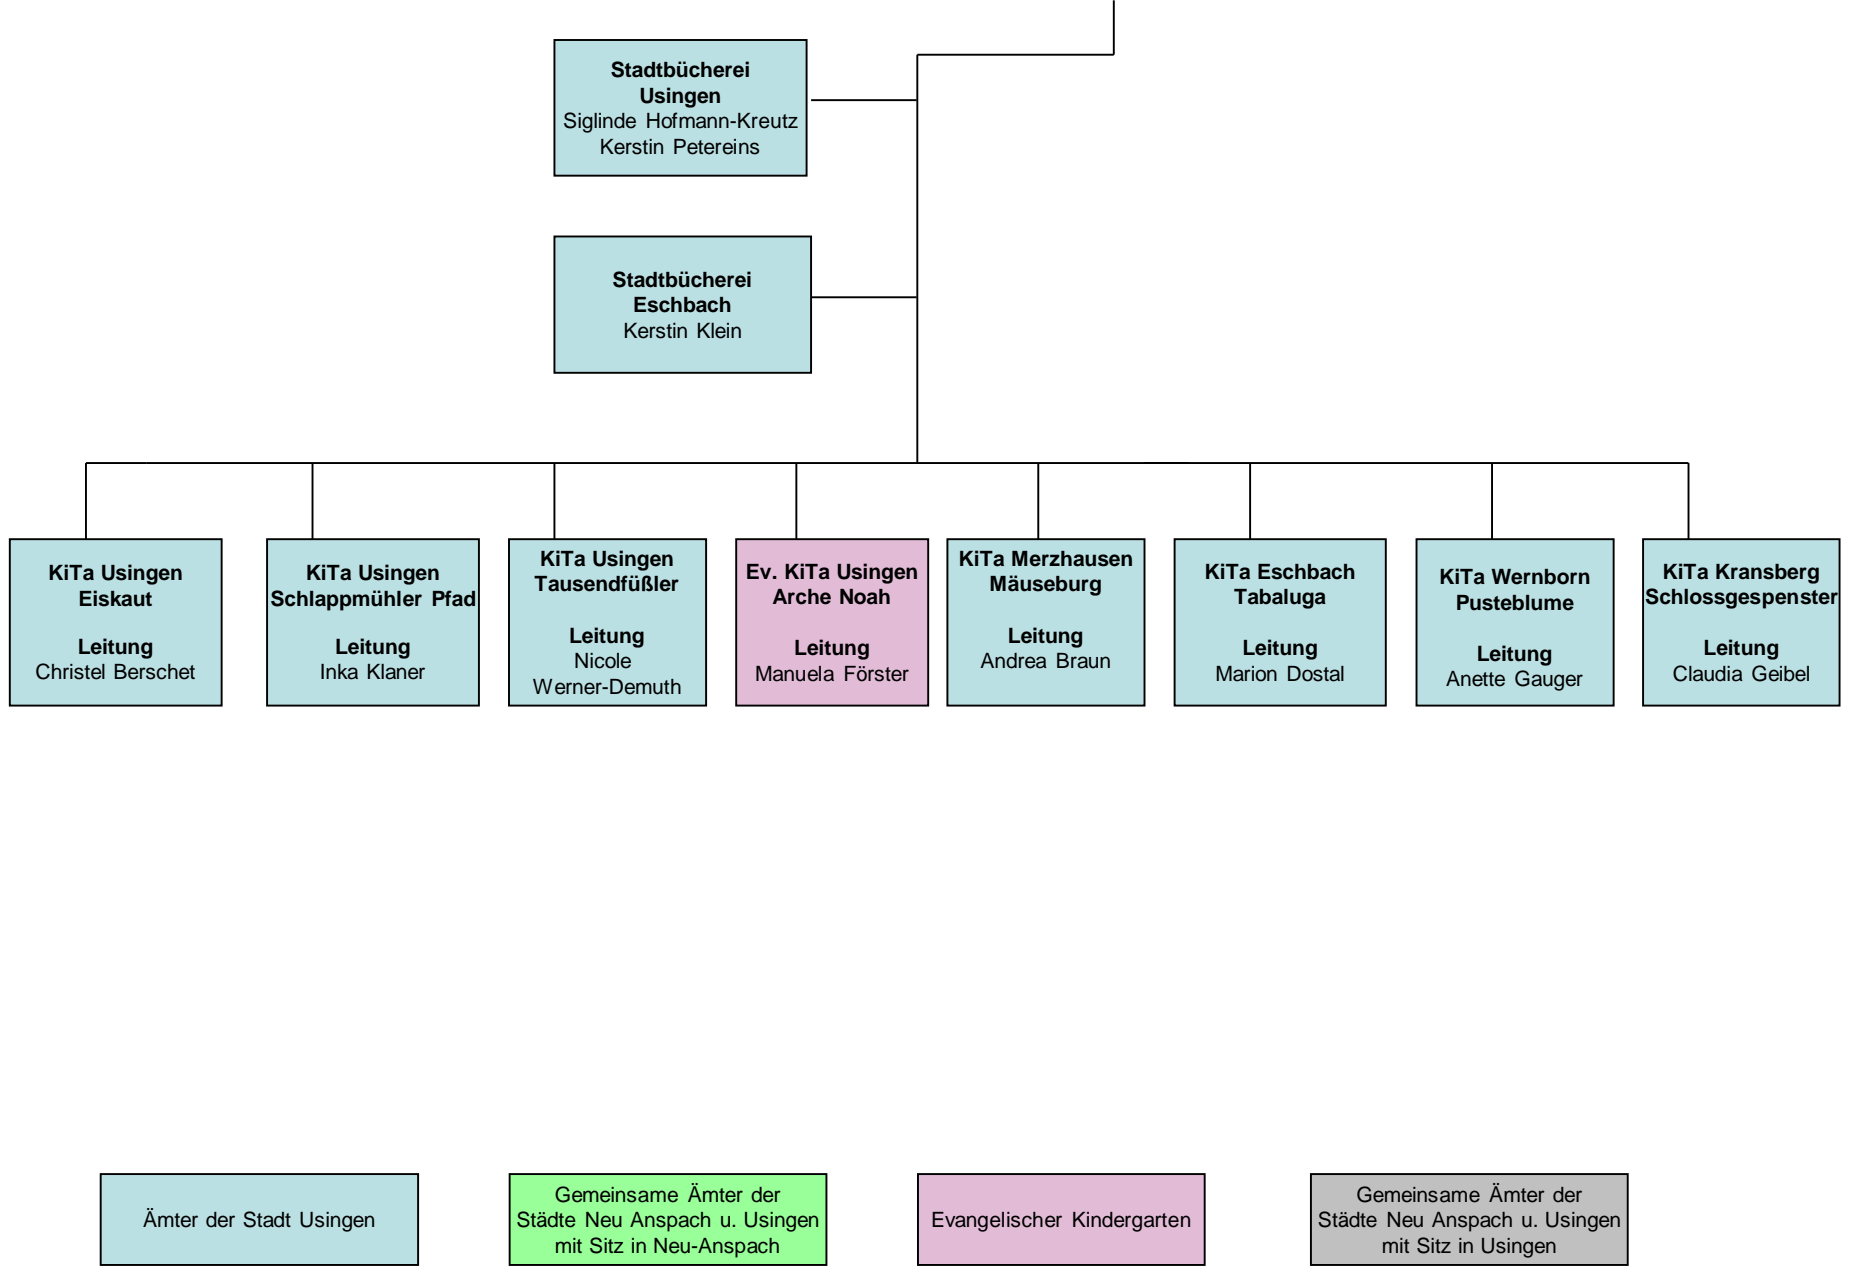 Stadtbücherei
Usingen
Siglinde Hofmann-Kreutz
Kerstin Petereins
Stadtbücherei
Eschbach
Kerstin Klein
KiTa Usingen
Eiskaut
Leitung
Christel Berschet
KiTa Usingen
Schlappmühler Pfad
Leitung
Inka Klaner
KiTa Usingen
Tausendfüßler
Leitung
Nicole
Werner-Demuth
Ev. KiTa Usingen
Arche Noah
Leitung
Manuela Förster
KiTa Merzhausen
Mäuseburg
Leitung
Andrea Braun
KiTa Eschbach
Tabaluga
Leitung
Marion Dostal
KiTa Wernborn
Pusteblume
Leitung
Anette Gauger
KiTa Kransberg
Schlossgespenster
Leitung
Claudia Geibel
Ämter der Stadt Usingen
Gemeinsame Ämter der
Städte Neu Anspach u. Usingen
mit Sitz in Neu-Anspach
Evangelischer Kindergarten
Gemeinsame Ämter der
Städte Neu Anspach u. Usingen
mit Sitz in Usingen